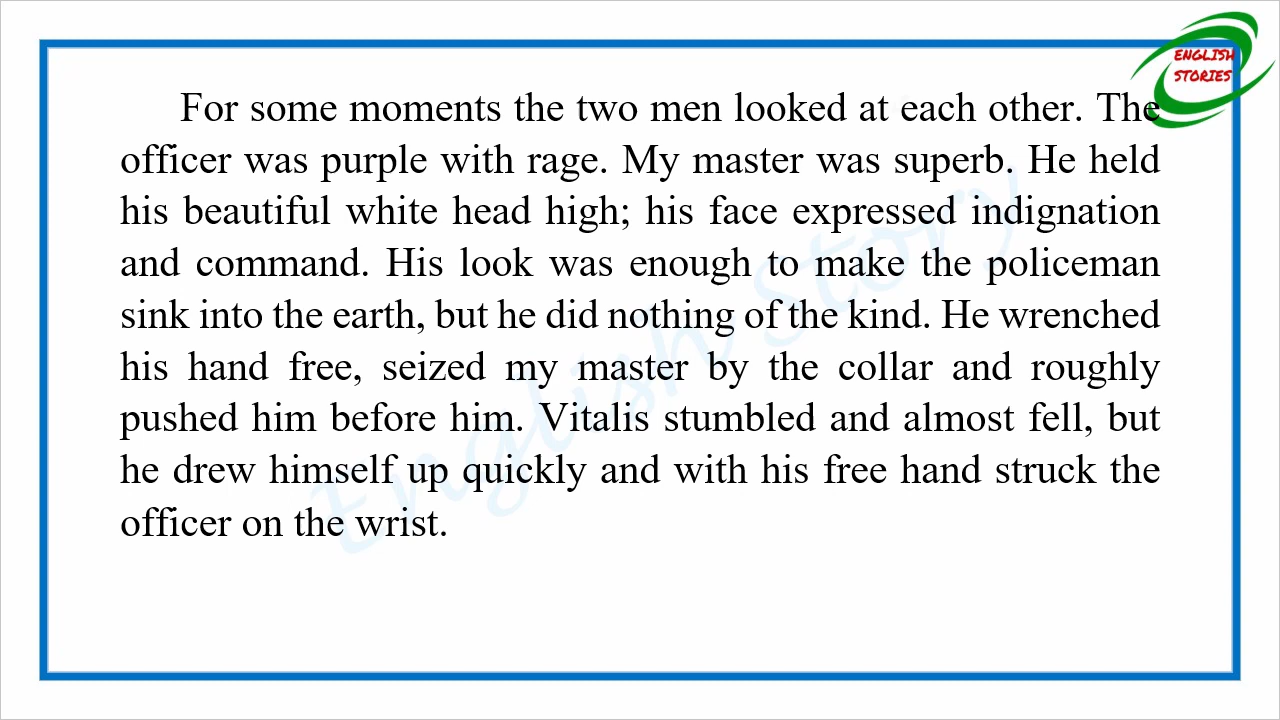 ENGLISH
STORIES
For some moments the two men looked at each other. The
officer was purple with rage. My master was superb. He held
his beautiful white head high; his face expressed indignation
and command. His look was enough to make the policeman
sink into the earth, but he did nothing of the kind. He wrenched
his hand free, seized my master by the collar and roughly
pushed him before him. Vitalis stumbled and almost fell, but
he drew himself up quickly and with his free hand struck the
officer on the wrist.
English Story